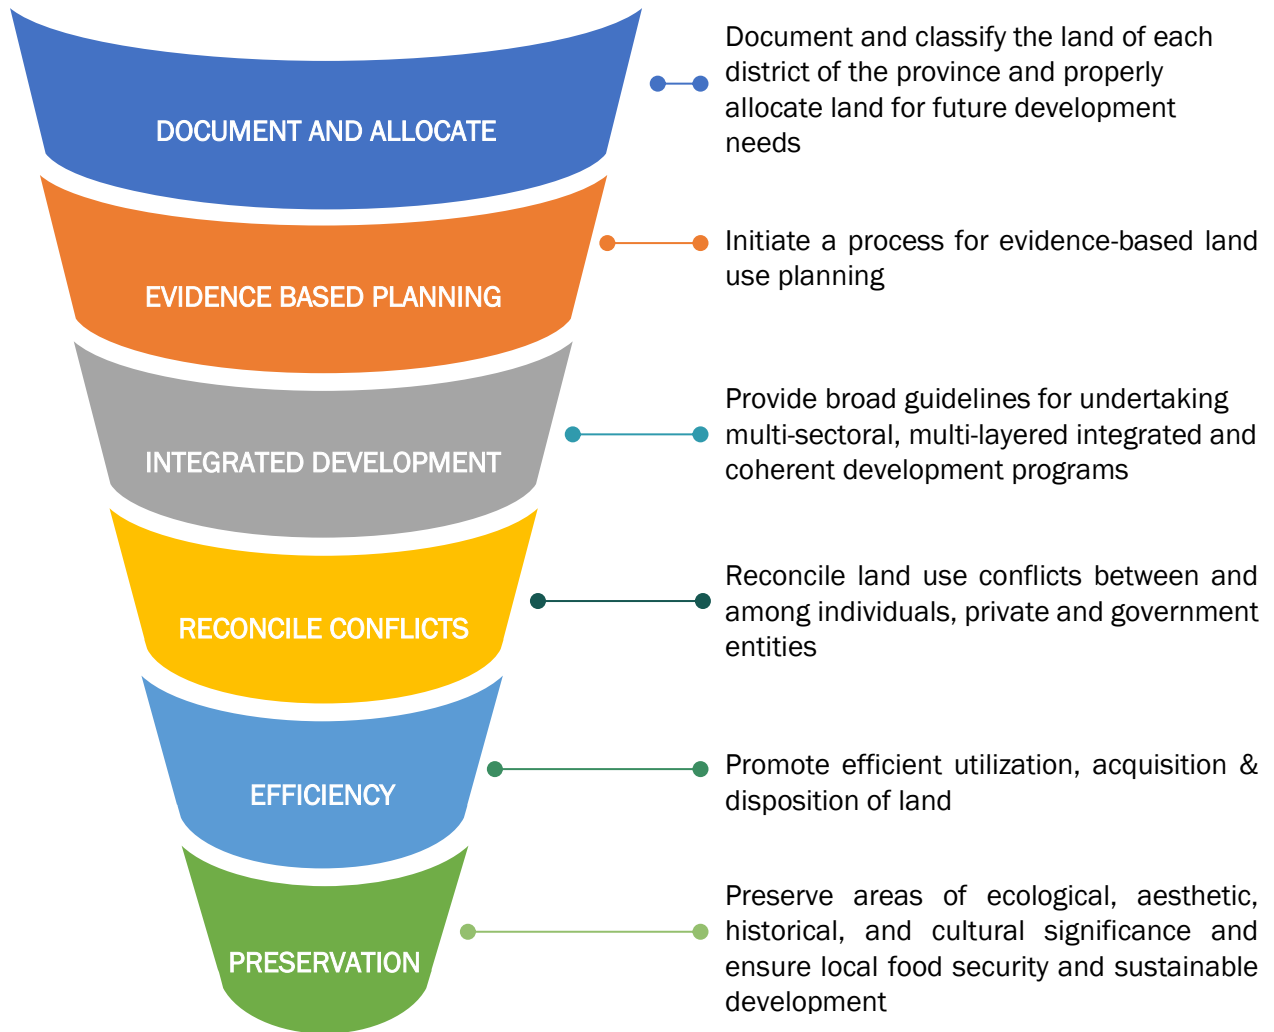 DOCUMENT AND ALLOCATE
Document and classify the land of each
district of the province and properly
allocate land for future development
needs
EVIDENCE BASED PLANNING
Initiate a process for evidence-based land
use planning
INTEGRATED DEVELOPMENT
Provide broad guidelines for undertaking
multi-sectoral, multi-layered integrated and
coherent development programs
RECONCILE CONFLICTS
Reconcile land use conflicts between and
among individuals, private and government
entities
EFFICIENCY
Promote efficient utilization, acquisition &
disposition of land
PRESERVATION
Preserve areas of ecological, aesthetic,
historical, and cultural significance and
ensure local food security and sustainable
development